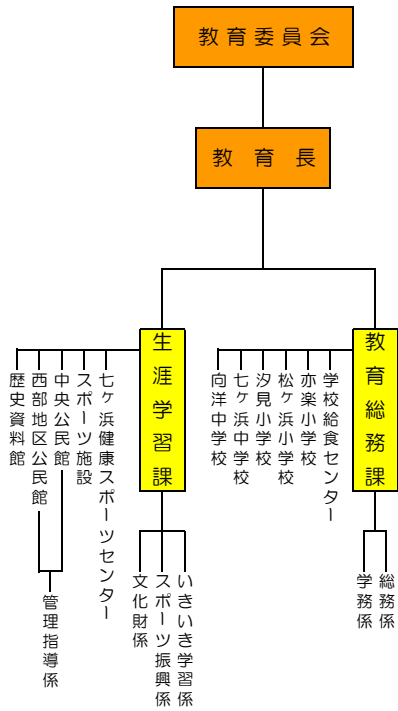 教育委員会
教育長
教育総務課
学校給食センター
亦楽小学校
松ヶ浜小学校
汐見小学校
七ヶ浜中学校
向洋中学校
総務係
学務係
生涯学習課
七ヶ浜健康スポーツセンター
スポーツ施設
中央公民館
西部地区公民館
歴史資料館
管理指導係
いきいき学習係
スポーツ振興係
文化財係